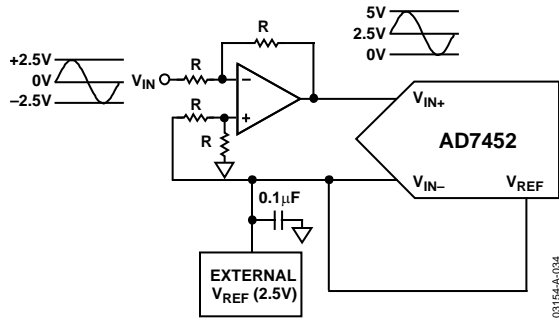 +2.5V
0V
–2.5V
VIN
R
R
R
R
–
+
5V
2.5V
0V
VIN+
AD7452
VIN–
VREF
0.1μF
EXTERNAL
VREF (2.5V)
03154-A-034